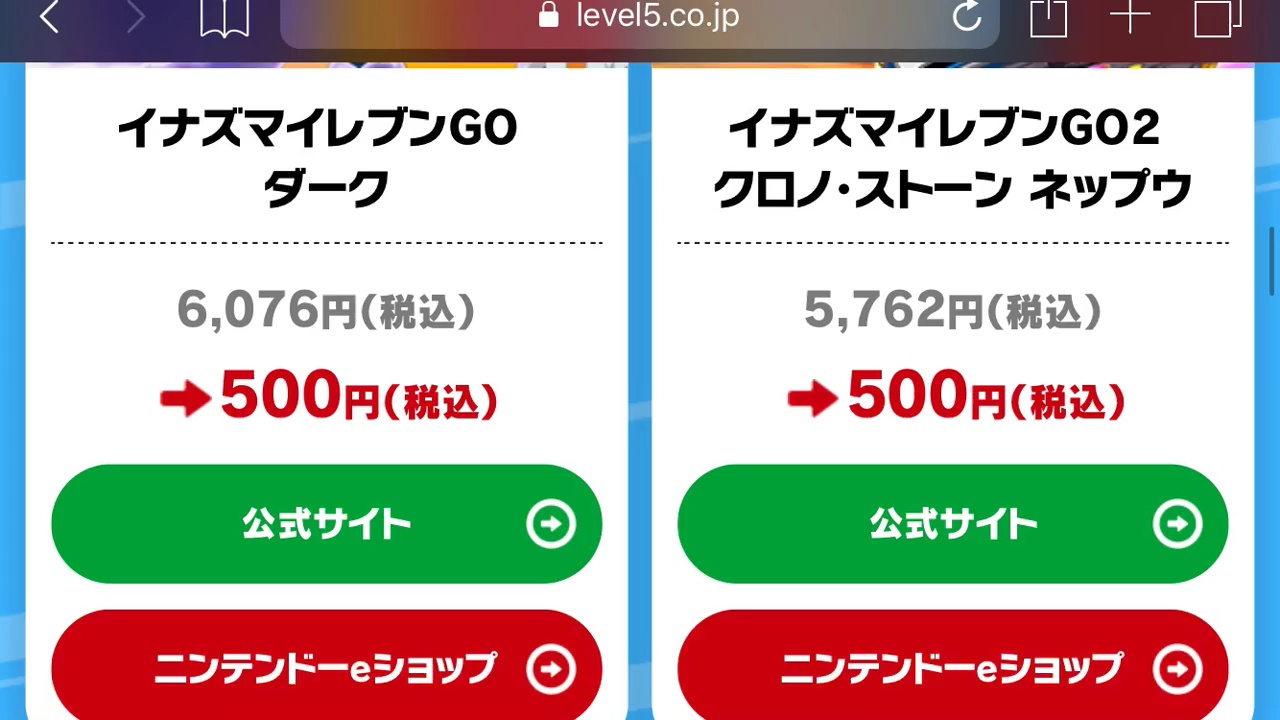 level5.co.jp
イナズマイレブンGO
ダーク
6,076円(税込)
500円(税込)
公式サイト
ニンテンドーeショップ
イナズマイレブンGO2
クロノ・ストーン ネップウ
5,762円(税込)
500円(税込)
公式サイト
ニンテンドーeショップ